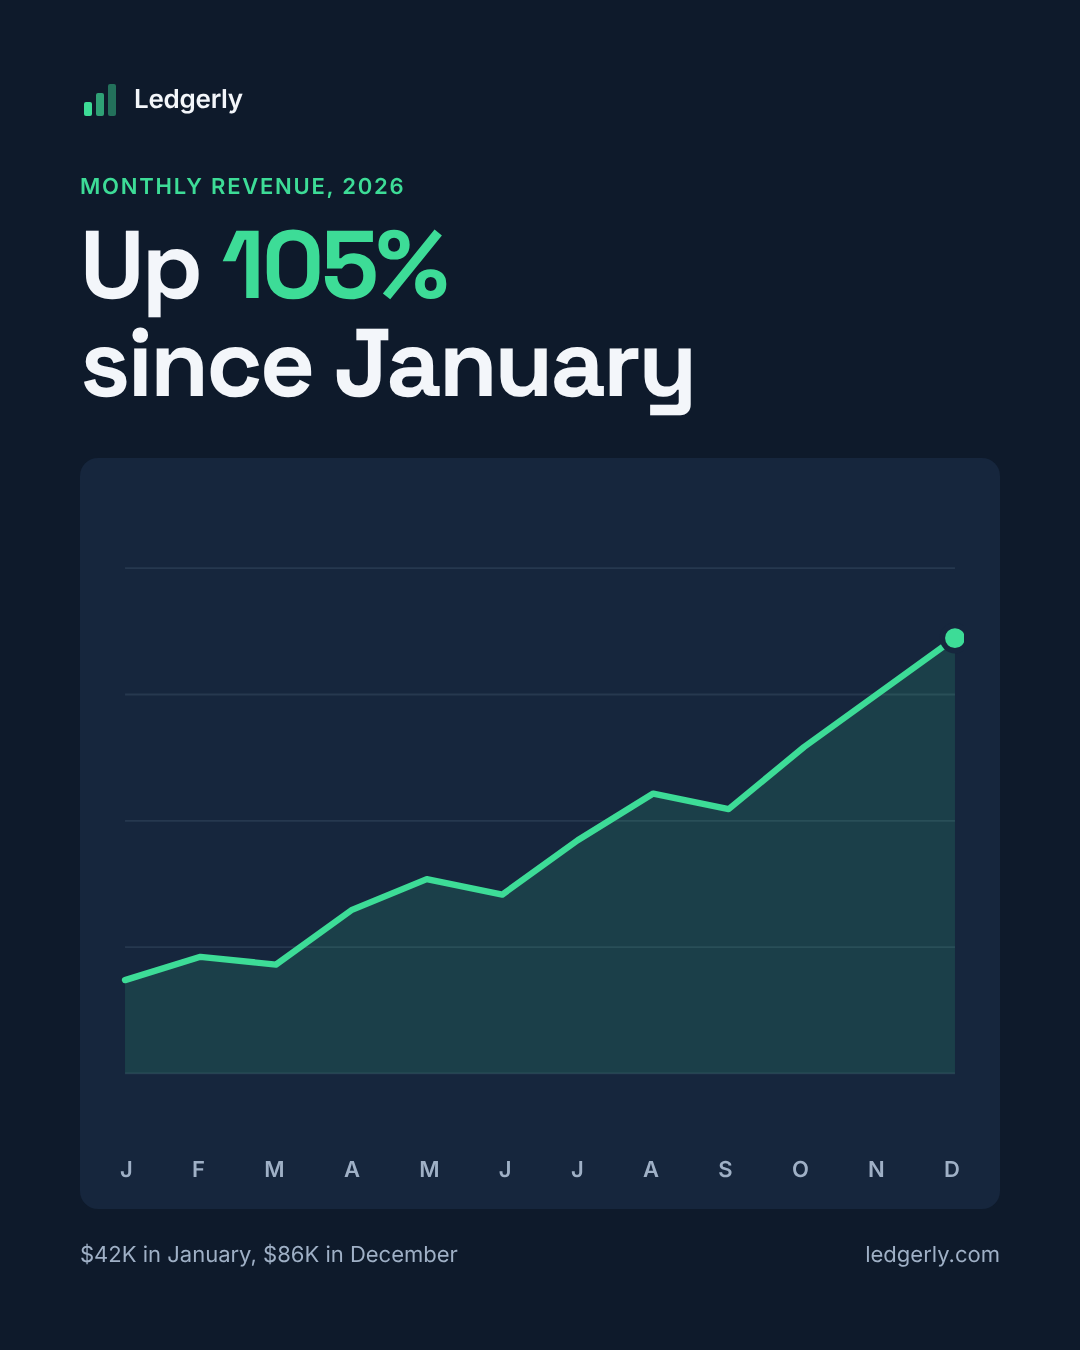 Ledgerly
MONTHLY REVENUE, 2026
Up 105%
since January
J F M A M J J A S O N D
$42K in January, $86K in December
ledgerly.com